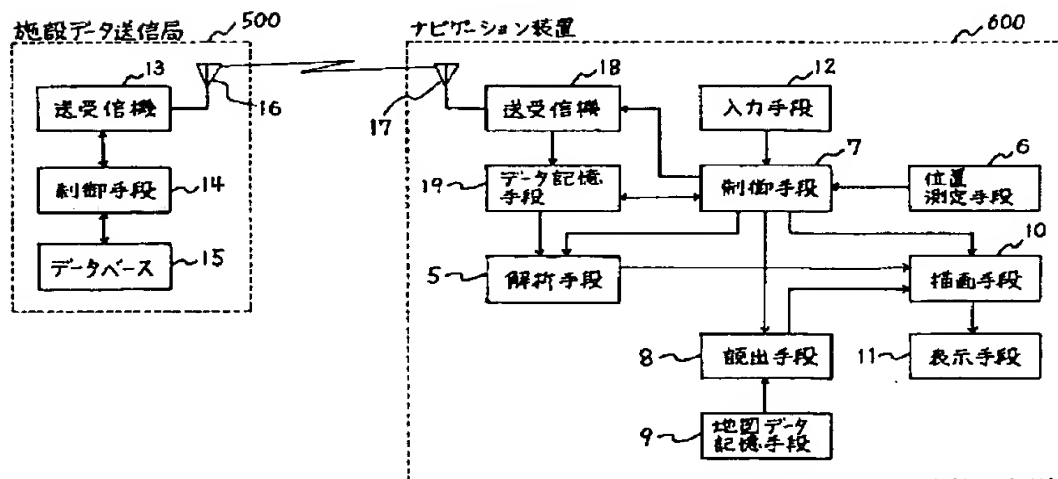 施設データ送信局
500
13
送受信機
16
制御手段
14
データベース
15
ナビゲーション装置
600
17
18
送受信機
12
入力手段
19
データ記憶
手段
7
制御手段
6
位置
測定手段
5
解析手段
10
描画手段
8
読出手段
11
表示手段
9
地図データ
記憶手段